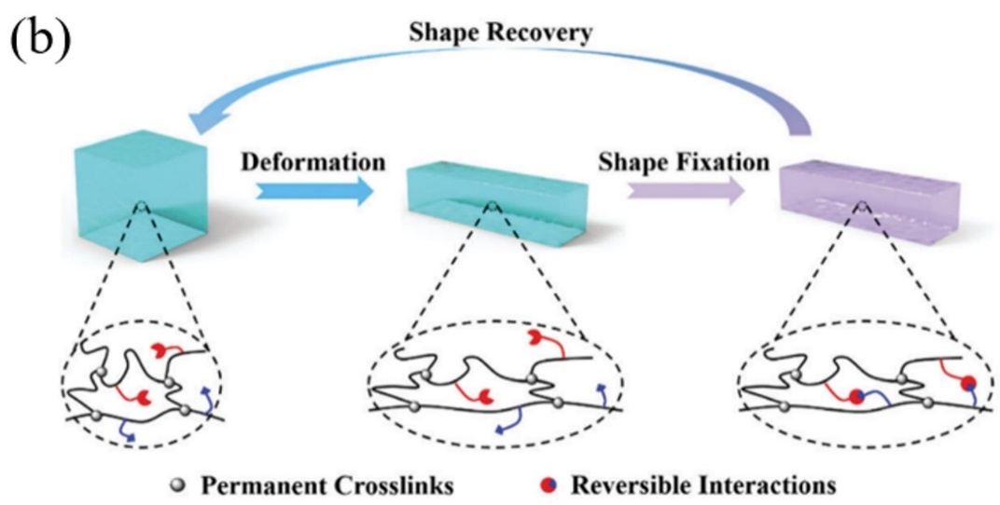 (b)
Shape Recovery
Deformation
Shape Fixation
Permanent Crosslinks
Reversible Interactions